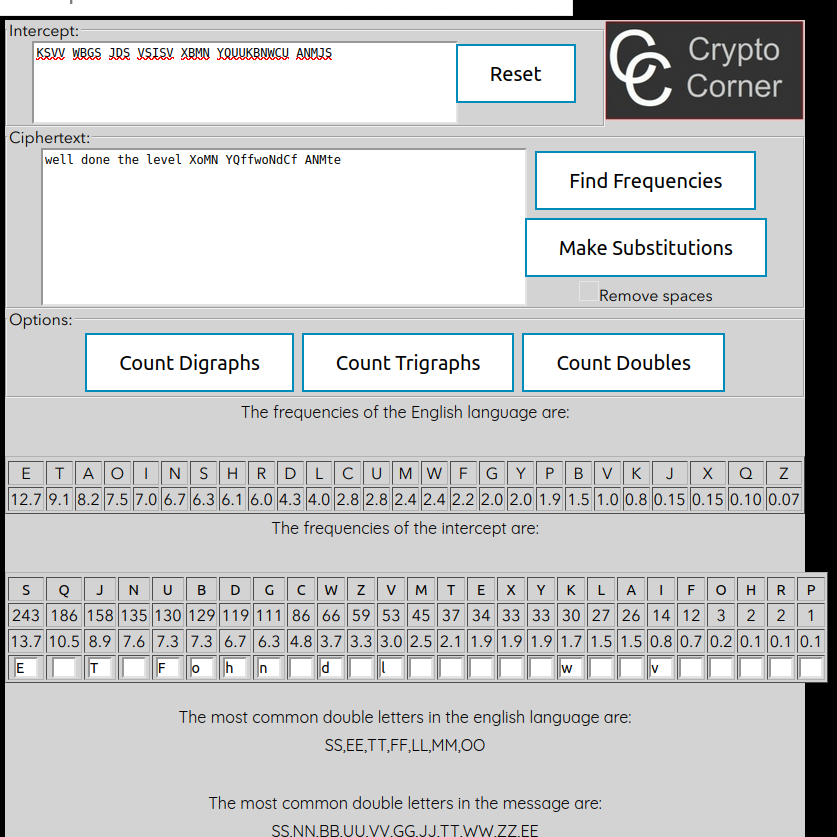 Intercept:
KSVV WBGS JDS VSISV XBMN YQUUKBNWCU ANMJS
Reset
Crypto
Corner
Ciphertext:
well done the level XoMN YQffwoNdCf ANMte
Find Frequencies
Make Substitutions
Remove spaces
Options:
Count Digraphs Count Trigraphs Count Doubles
The frequencies of the English language are:
E T A O I N S H R D L C U M W F G Y P B V K J X Q Z
12.7 9.1 8.2 7.5 7.0 6.7 6.3 6.1 6.0 4.3 4.0 2.8 2.8 2.4 2.4 2.2 2.0 2.0 1.9 1.5 1.0 0.8 0.15 0.15 0.10 0.07
The frequencies of the intercept are:
S Q J N U B D G C W Z V M T E X Y K L A I F O H R P
243 186 158 135 130 129 119 111 86 66 59 53 45 37 34 33 33 30 27 26 14 12 3 2 2 1
13.7 10.5 8.9 7.6 7.3 7.3 6.7 6.3 4.8 3.7 3.3 3.0 2.5 2.1 1.9 1.9 1.9 1.7 1.5 1.5 0.8 0.7 0.2 0.1 0.1 0.1
E T F o h n d l w v
The most common double letters in the english language are:
SS,EE,TT,FF,LL,MM,OO
The most common double letters in the message are:
SS,NN,BB,UU,VV,GG,JJ,TT,WW,ZZ,EE